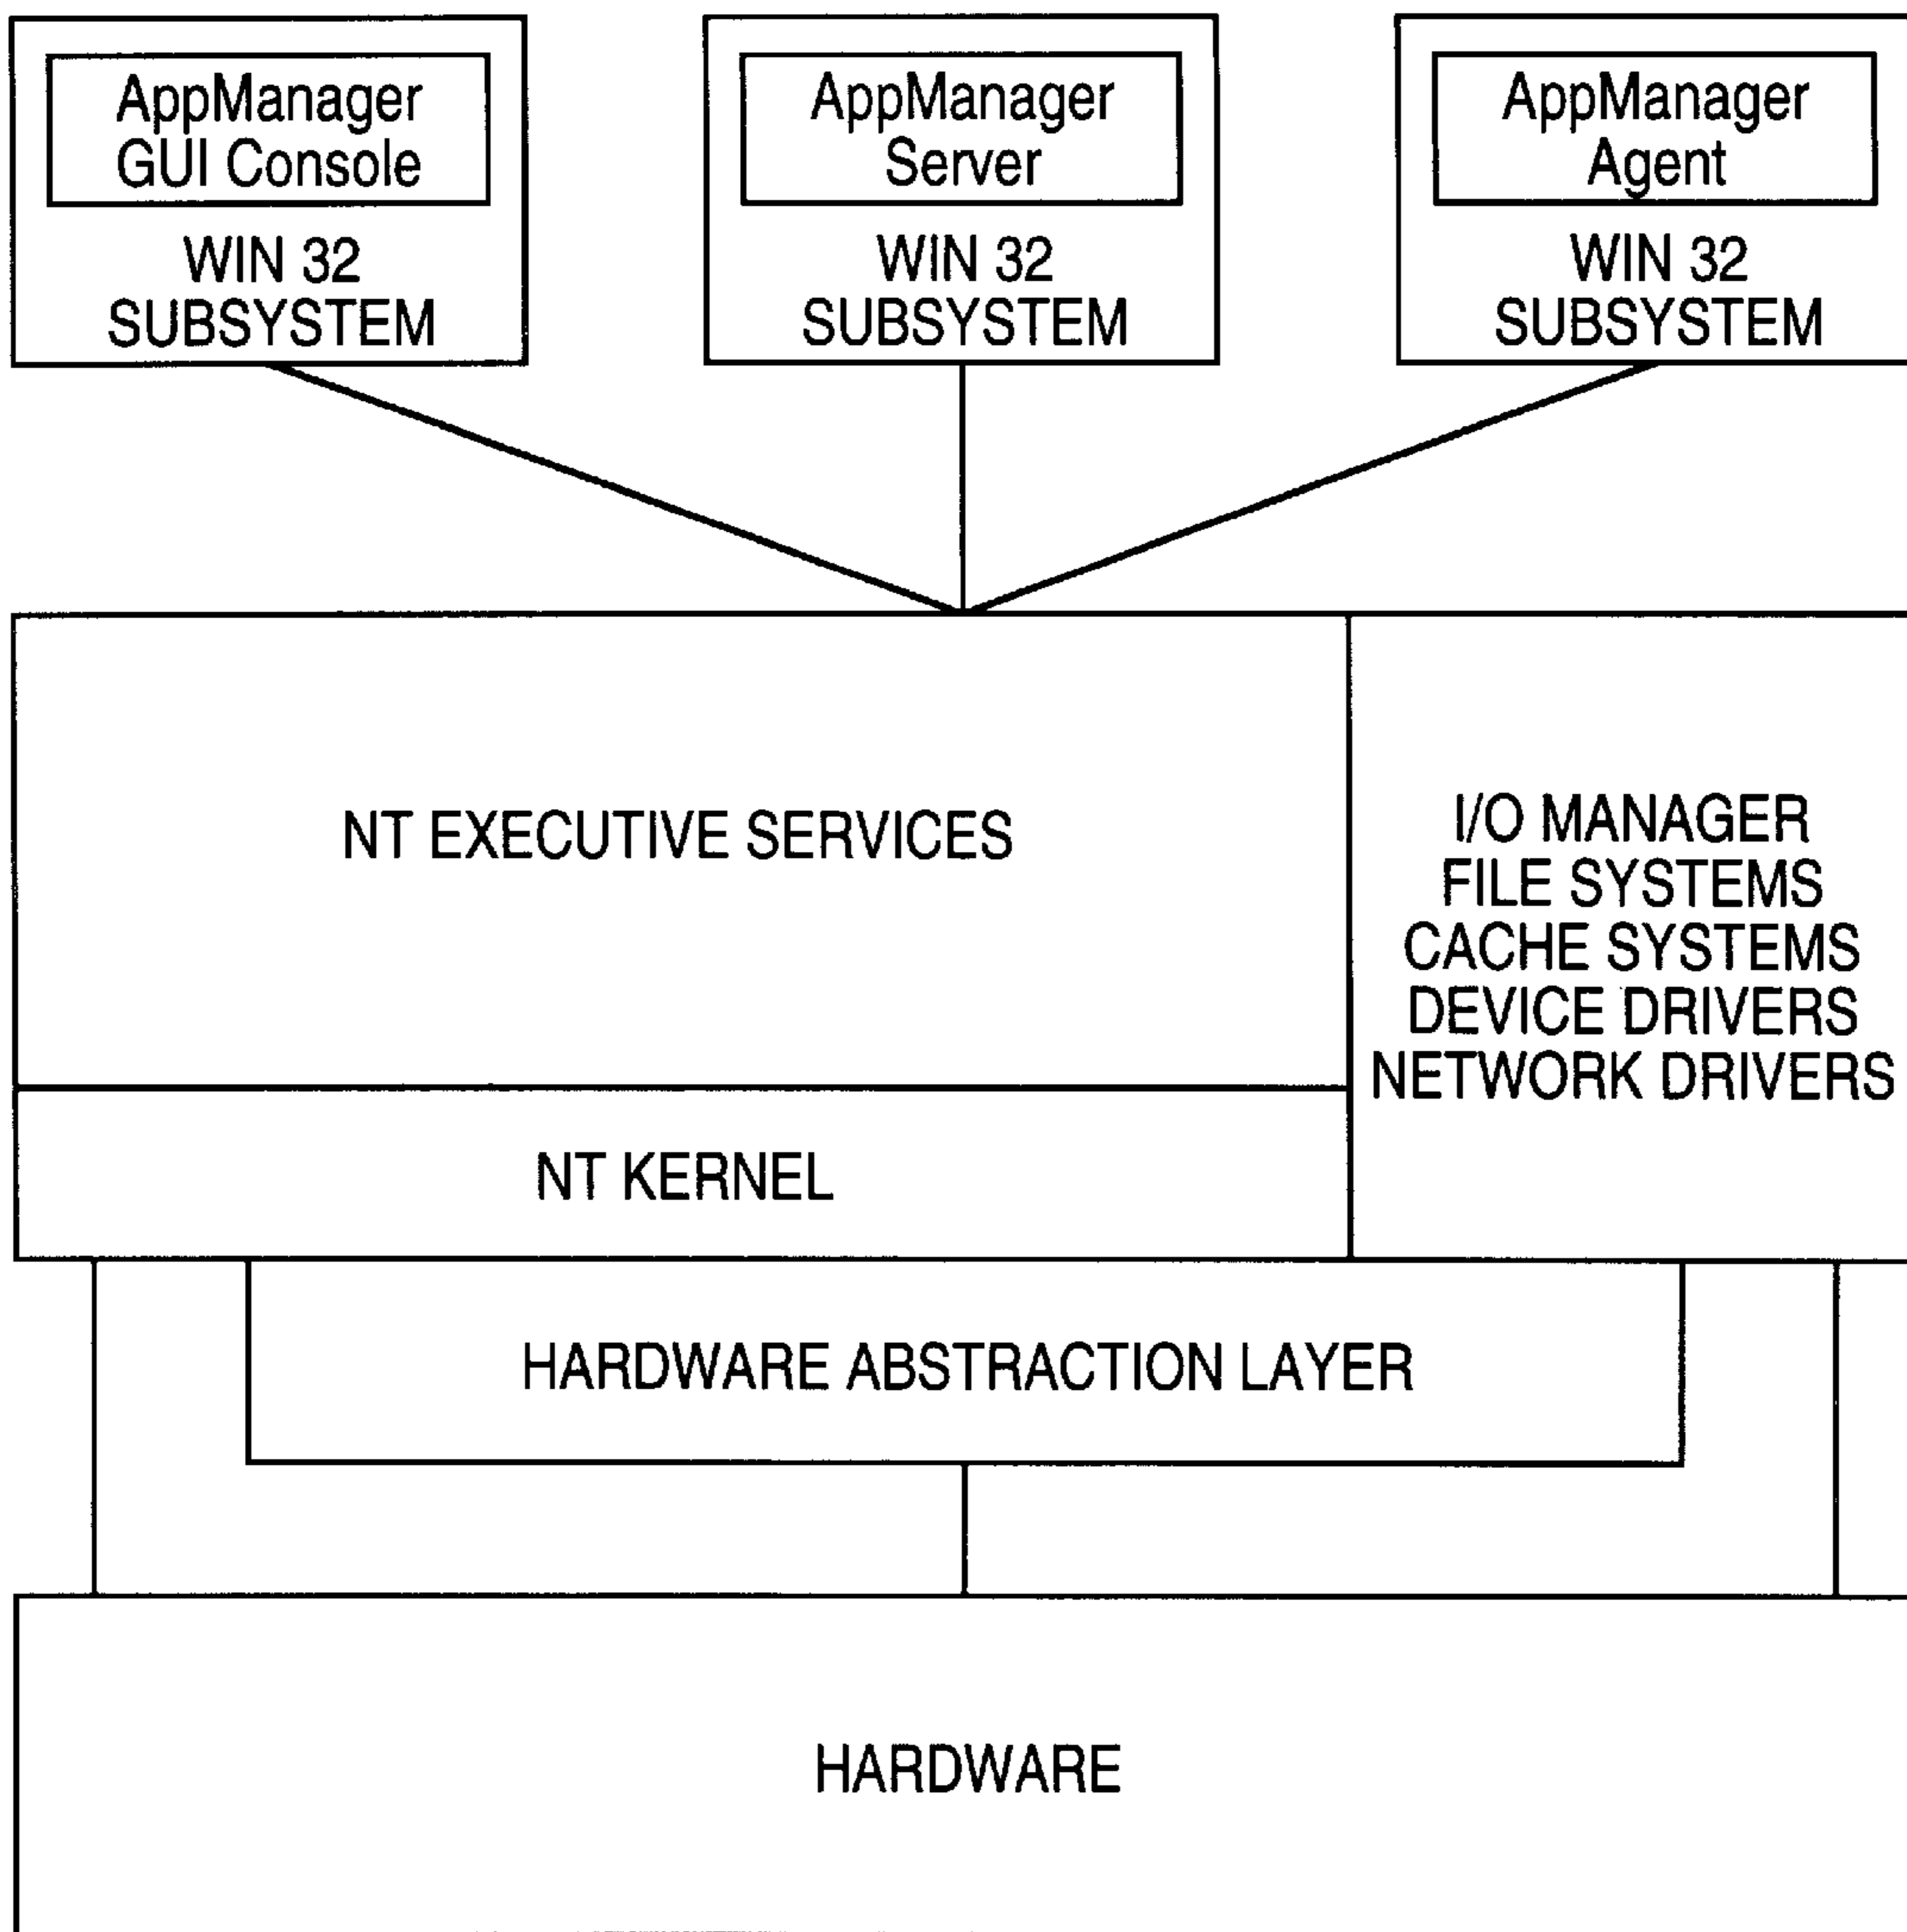 AppManager
GUI Console
WIN 32
SUBSYSTEM
AppManager
Server
WIN 32
SUBSYSTEM
AppManager
Agent
WIN 32
SUBSYSTEM
NT EXECUTIVE SERVICES
I/O MANAGER
FILE SYSTEMS
CACHE SYSTEMS
DEVICE DRIVERS
NETWORK DRIVERS
NT KERNEL
HARDWARE ABSTRACTION LAYER
HARDWARE